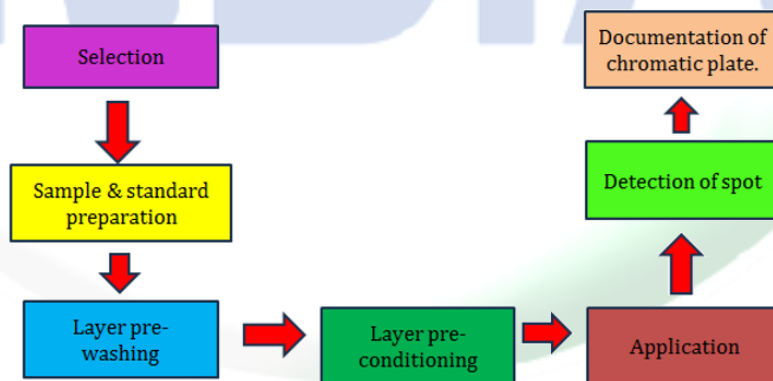 Selection
Sample & standard
preparation
Layer pre-
washing
Layer pre-
conditioning
Application
Detection of spot
Documentation of
chromatic plate.